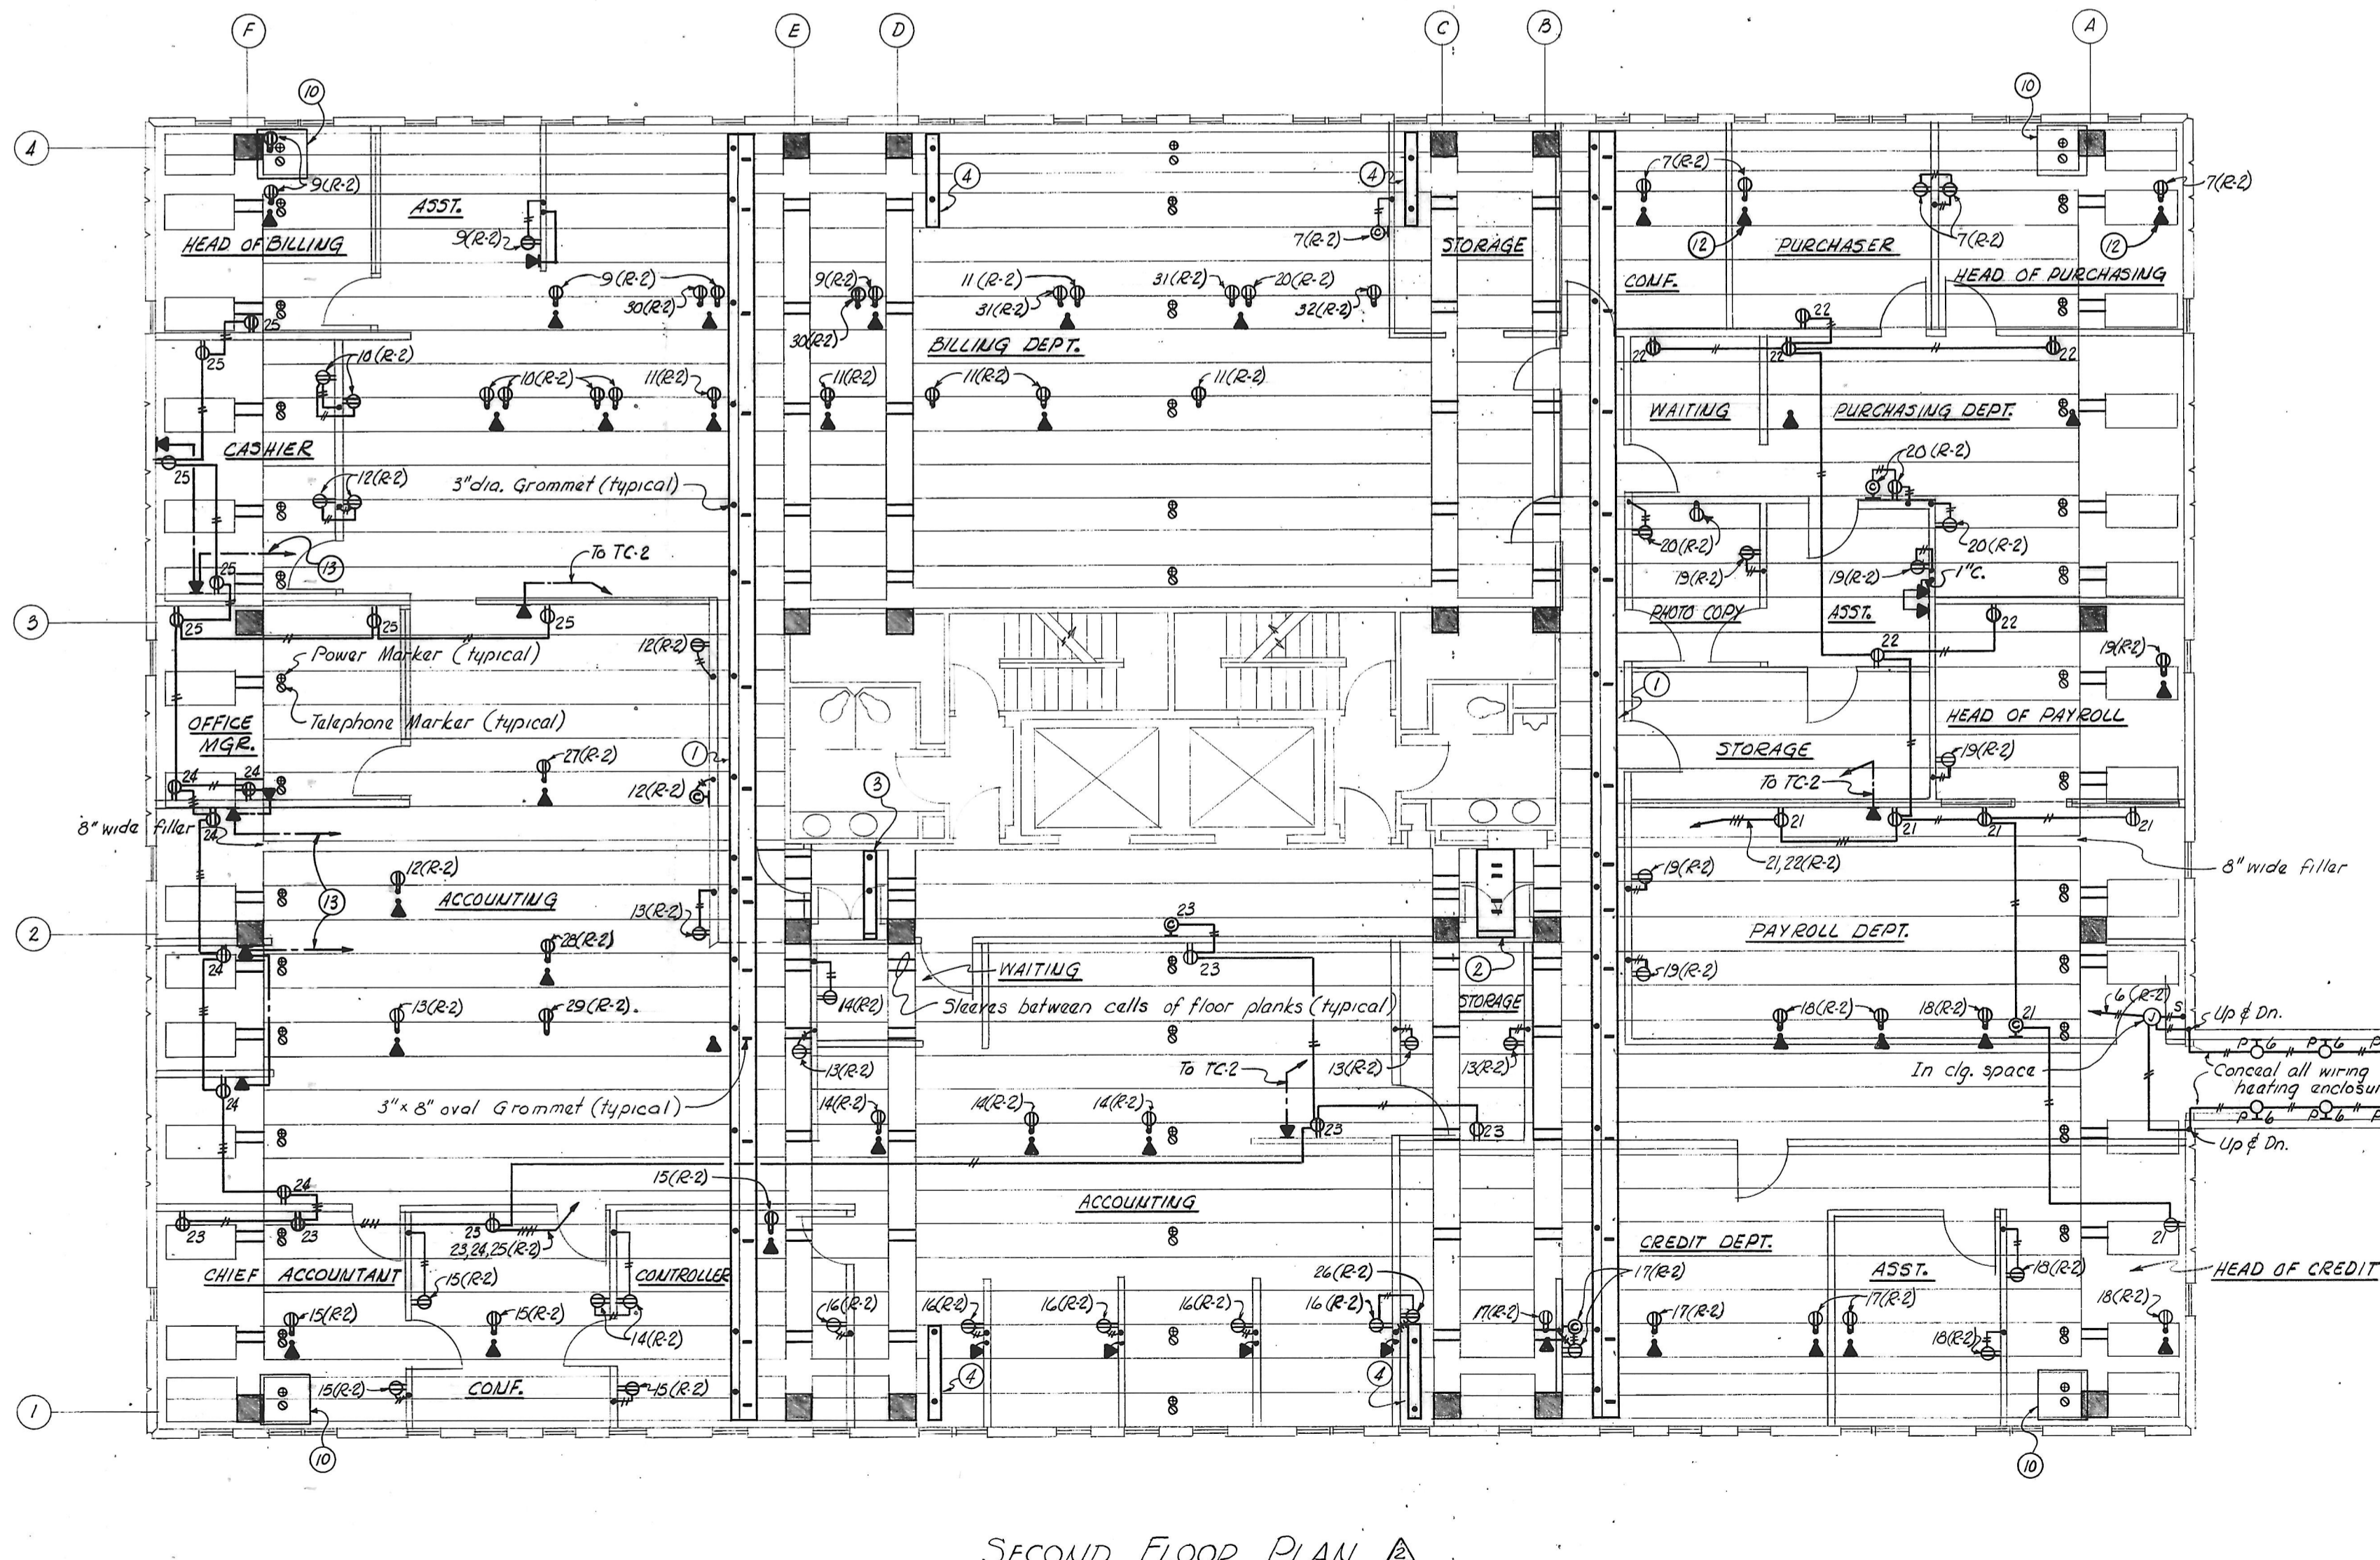 F
E
D
C
B
A
10
10
4
4
4
7(R-2)
7(R-2)
9(R-2)
ASST.
9(R-2)
HEAD OF BILLING
7(R-2)
STORAGE
12
PURCHASER
7(R-2)
12
CONF.
HEAD OF PURCHASING
9(R-2)
30(R-2)
9(R-2)
30(R-2)
11(R-2)
31(R-2)
31(R-2)
20(R-2)
32(R-2)
25
22
BILLING DEPT.
25
10(R-2)
22
22
22
10(R-2)
11(R-2)
11(R-2)
11(R-2)
11(R-2)
WAITING
PURCHASING DEPT.
CASHIER
25
12(R-2)
3"dia. Grommet (typical)
20(R-2)
20(R-2)
20(R-2)
To TC-2
13
25
19(R-2)
19(R-2)
1"C.
PHOTO COPY
ASST.
3
25
25
25
22
Power Marker (typical)
12(R-2)
22
19(R-2)
1
OFFICE
MGR.
Telephone Marker (typical)
HEAD OF PAYROLL
1
STORAGE
19(R-2)
27(R-2)
To TC-2
24
24
12(R-2)
3
8" wide filler
24
21
21
21
21
21,22(R-2)
8" wide filler
12(R-2)
19(R-2)
13
ACCOUNTING
13(R-2)
23
2
28(R-2)
PAYROLL DEPT.
24
WAITING
23
2
19(R-2)
13(R-2)
29(R-2).
14(R-2)
Sleeves between cells of floor planks (typical)
STORAGE
18(R-2)
18(R-2)
21
6(R-2)
J
S
Up & Dn.
13(R-2)
To TC-2
13(R-2)
13(R-2)
In clg. space
P 6
P 6
P
Conceal all wiring
heating enclosu
24
3"x 8" oval Grommet (typical)
14(R-2)
14(R-2)
14(R-2)
23
23
P 6
P 6
P
Up & Dn.
15(R-2)
24
ACCOUNTING
23
23
23
23,24,25(R-2)
CREDIT DEPT.
21
CHIEF ACCOUNTANT
15(R-2)
CONTROLLER
26(R-2)
17(R-2)
ASST.
18(R-2)
HEAD OF CREDIT
15(R-2)
15(R-2)
14(R-2)
16(R-2)
16(R-2)
16(R-2)
16(R-2)
16(R-2)
17(R-2)
17(R-2)
17(R-2)
18(R-2)
18(R-2)
15(R-2)
CONF.
15(R-2)
4
4
1
10
10
SECOND FLOOR PLAN 2